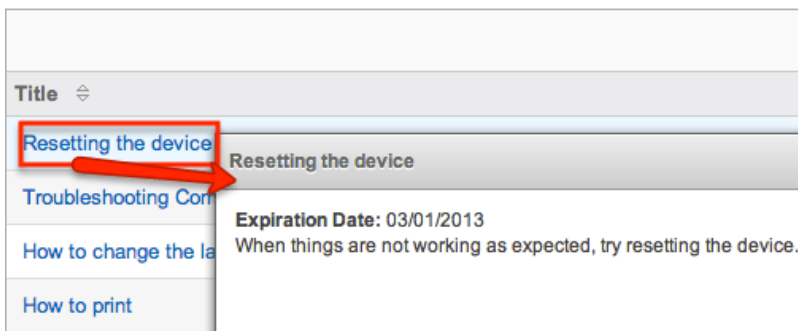 Title
Resetting the device
Resetting the device
Expiration Date: 03/01/2013
When things are not working as expected, try resetting the device.
Troubleshooting
How to change the
How to print